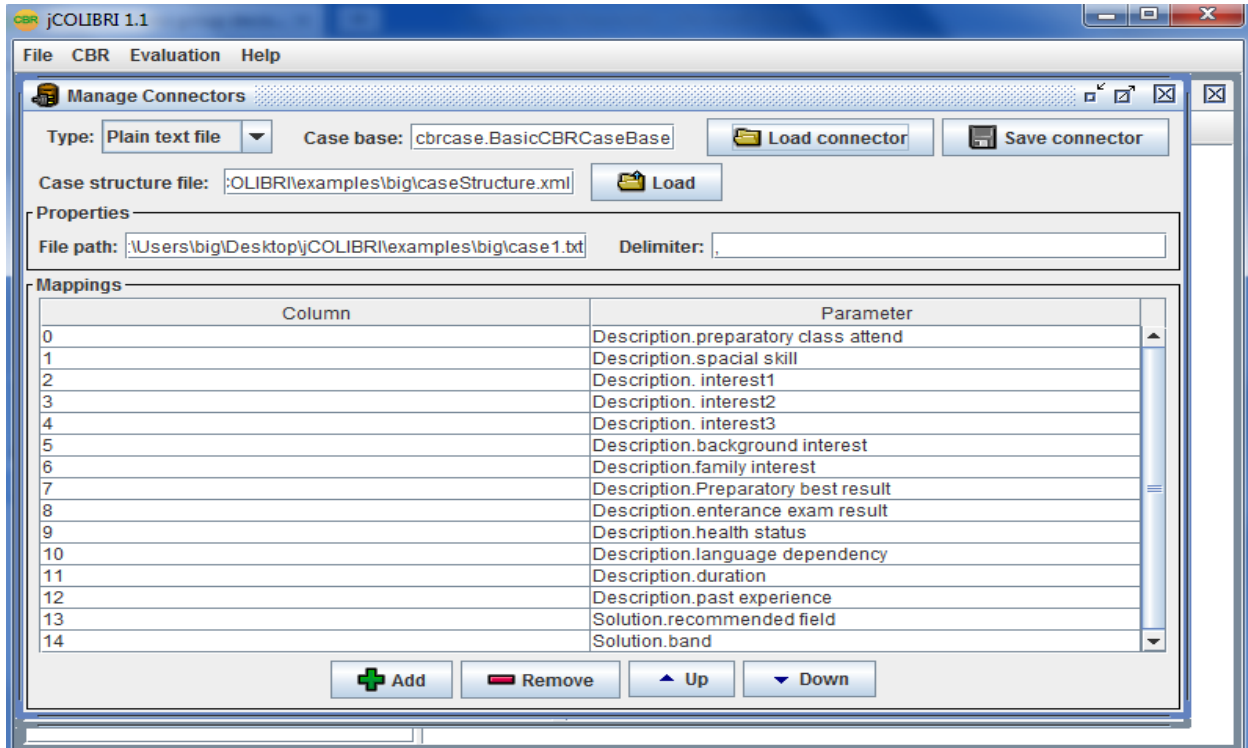 CBR jCOLIBRI 1.1
File CBR Evaluation Help
Manage Connectors
Type: Plain text file Case base: cbrcase.BasicCBRCaseBase Load connector Save connector
Case structure file: :OLIBRI\examples\big\caseStructure.xml Load
Properties
File path: :\Users\big\Desktop\jCOLIBRI\examples\big\case1.txt Delimiter: ,
Mappings
Column Parameter
0 Description.preparatory class attend
1 Description.spacial skill
2 Description. interest1
3 Description. interest2
4 Description. interest3
5 Description.background interest
6 Description.family interest
7 Description.Preparatory best result
8 Description.enterance exam result
9 Description.health status
10 Description.language dependency
11 Description.duration
12 Description.past experience
13 Solution.recommended field
14 Solution.band
Add Remove Up Down